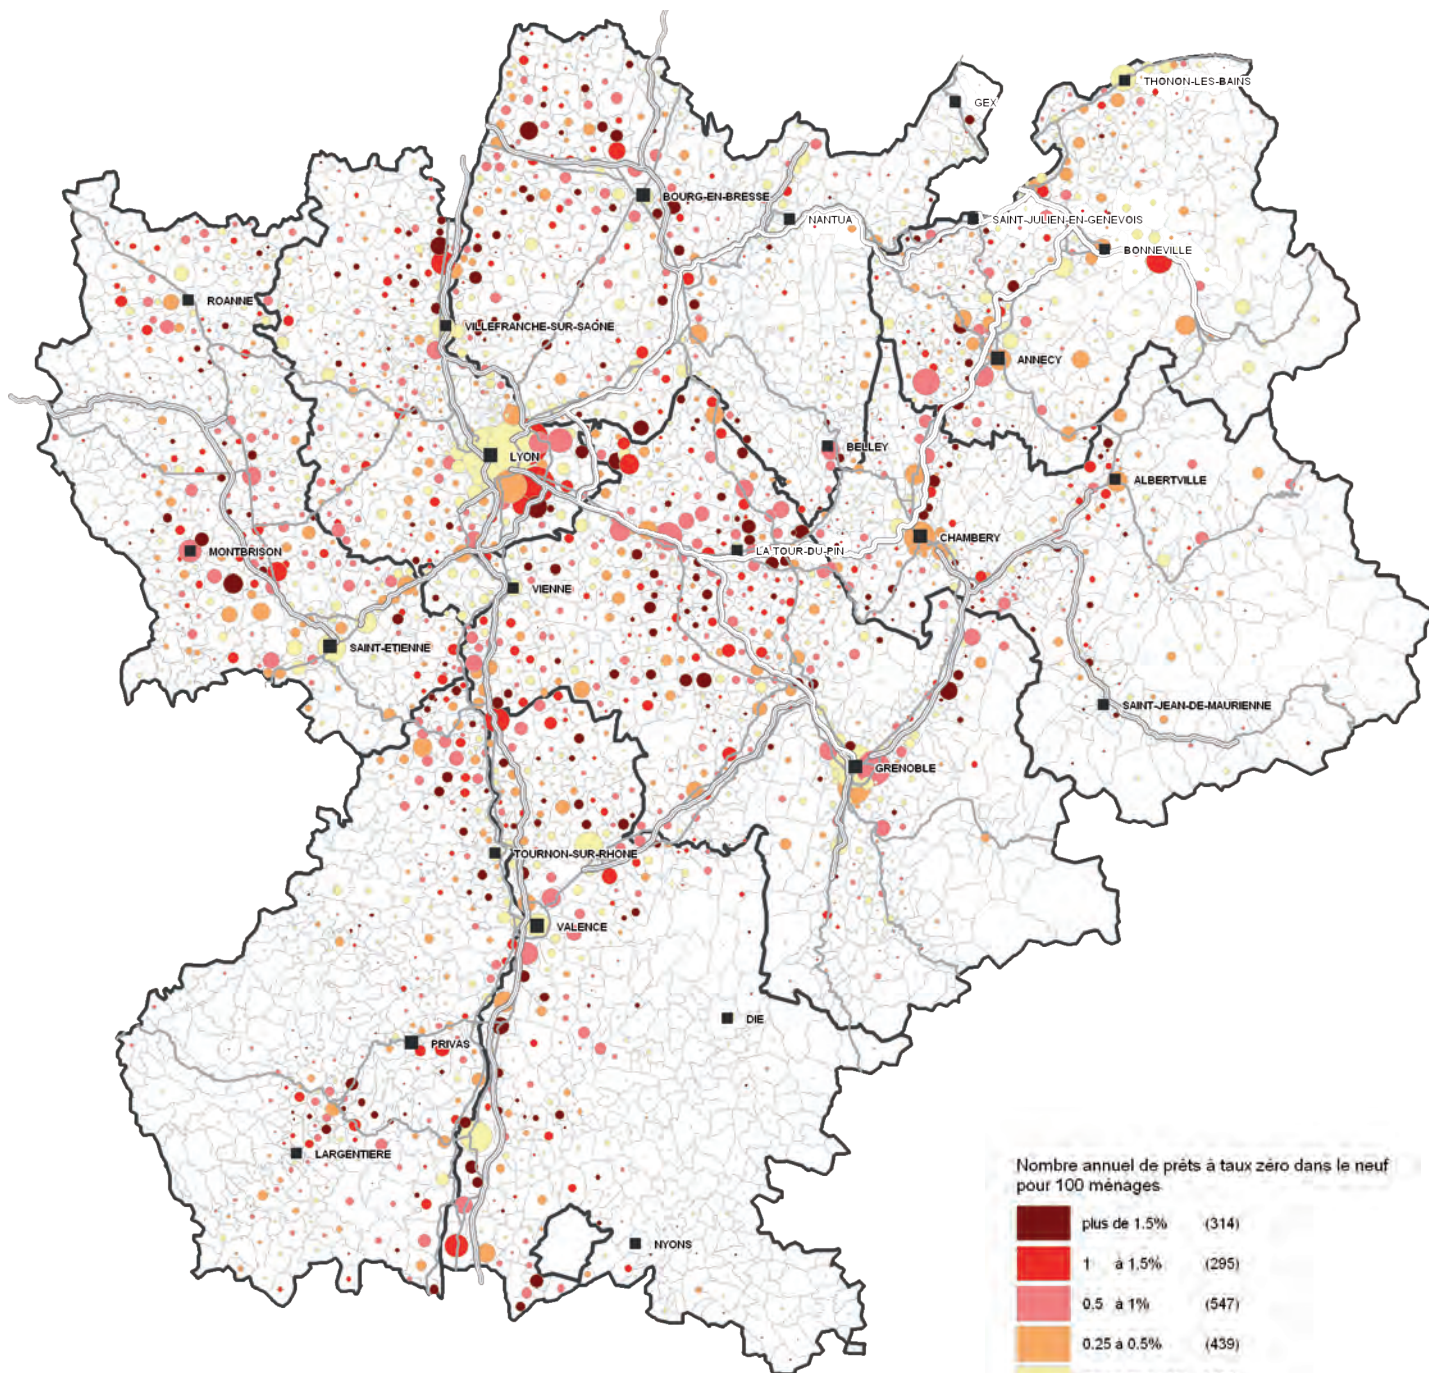 THONON-LES-BAINS
GEX
BOURG-EN-BRESSE
NANTUA
SAINT-JULIEN-EN-GENEVOIS
BONNEVILLE
ROANNE
VILLEFRANCHE-SUR-SAONE
ANNECY
LYON
BELLEY
ALBERTVILLE
MONTBRISON
LA TOUR-DU-PIN
CHAMBERY
VIENNE
SAINT-ETIENNE
SAINT-JEAN-DE-MAURIENNE
GRENOBLE
TOURNON-SUR-RHONE
VALENCE
DIE
PRIVAS
LARGENTIERE
NYONS
Nombre annuel de prêts à taux zéro dans le neuf
pour 100 ménages
plus de 1.5% (314)
1 à 1.5% (295)
0.5 à 1% (547)
0.25 à 0.5% (439)